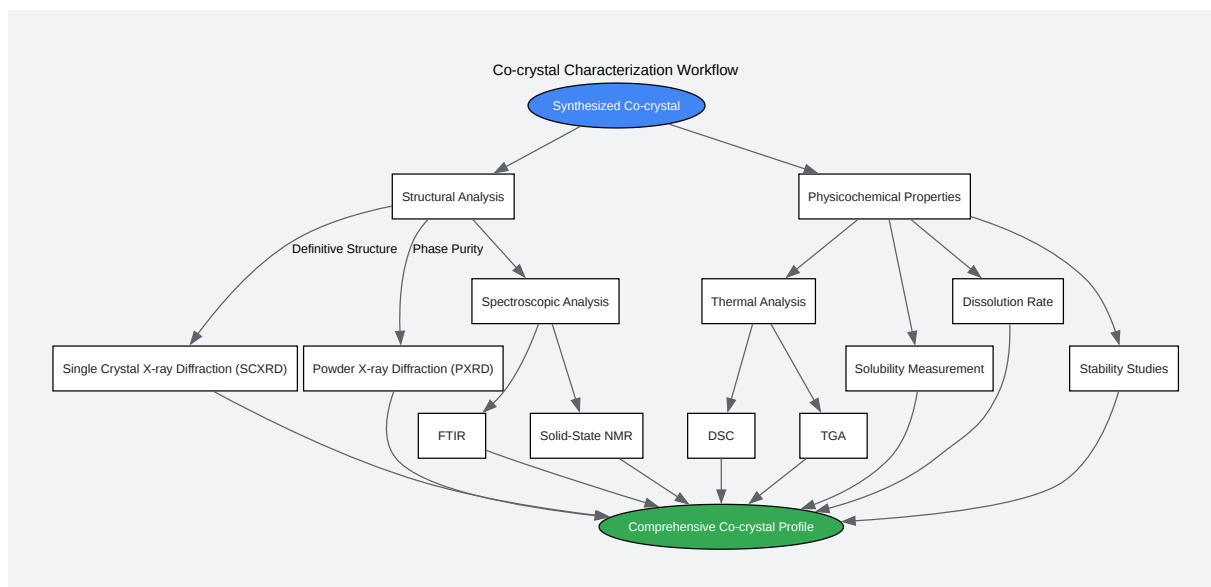 Co-crystal Characterization Workflow
Synthesized Co-crystal
Structural Analysis
Physicochemical Properties
Definitive Structure
Phase Purity
Spectroscopic Analysis
Thermal Analysis
Dissolution Rate
Single Crystal X-ray Diffraction (SCXRD)
Powder X-ray Diffraction (PXRD)
Solubility Measurement
Stability Studies
FTIR
Solid-State NMR
DSC
TGA
Comprehensive Co-crystal Profile